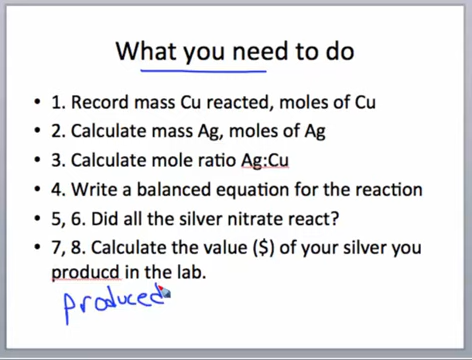 What you need to do
• 1. Record mass Cu reacted, moles of Cu
• 2. Calculate mass Ag, moles of Ag
• 3. Calculate mole ratio Ag:Cu
• 4. Write a balanced equation for the reaction
• 5, 6. Did all the silver nitrate react?
• 7, 8. Calculate the value ($) of your silver you
producd in the lab.
produced